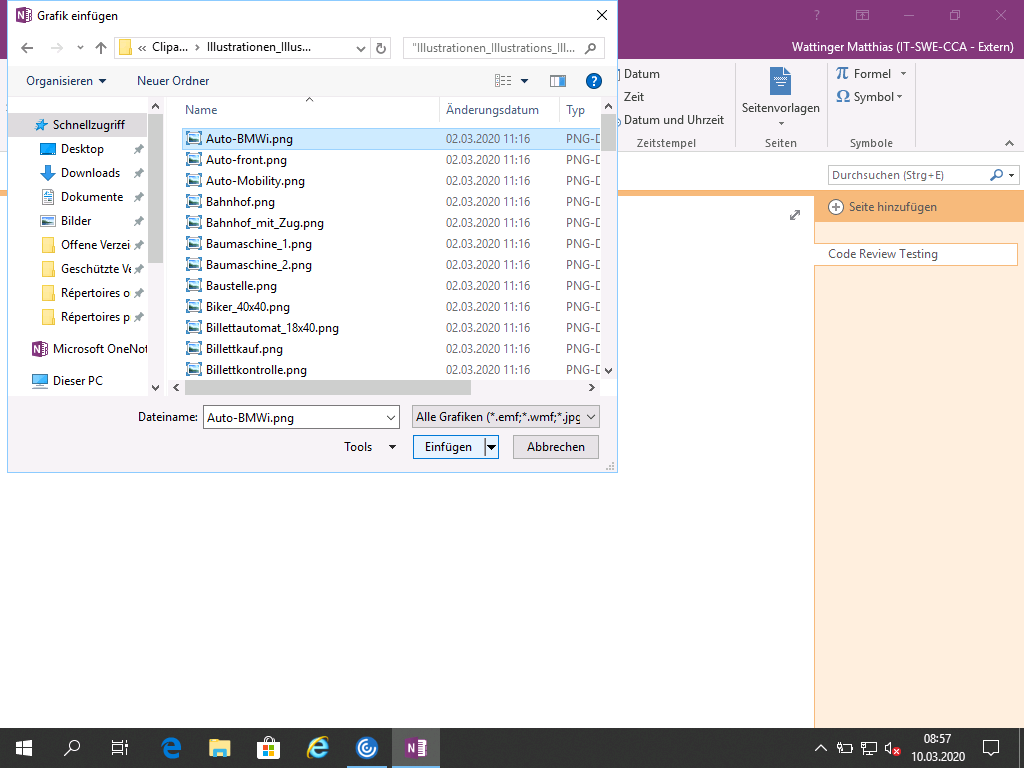 Grafik einfügen
Wattinger Matthias (IT-SWE-CCA - Extern)
« Clipa... › Illustrationen_Illus...
"Illustrationen_Illustrations_Ill...
Organisieren
Neuer Ordner
Name
Änderungsdatum
Typ
Schnellzugriff
Desktop
Downloads
Dokumente
Bilder
Offene Verzei
Geschützte Ve
Répertoires o
Répertoires p
Microsoft OneNot
Dieser PC
Auto-BMWi.png 02.03.2020 11:16 PNG-D
Auto-front.png 02.03.2020 11:16 PNG-D
Auto-Mobility.png 02.03.2020 11:16 PNG-D
Bahnhof.png 02.03.2020 11:16 PNG-D
Bahnhof_mit_Zug.png 02.03.2020 11:16 PNG-D
Baumaschine_1.png 02.03.2020 11:16 PNG-D
Baumaschine_2.png 02.03.2020 11:16 PNG-D
Baustelle.png 02.03.2020 11:16 PNG-D
Biker_40x40.png 02.03.2020 11:16 PNG-D
Billettautomat_18x40.png 02.03.2020 11:16 PNG-D
Billettkauf.png 02.03.2020 11:16 PNG-D
Billettkontrolle.png 02.03.2020 11:16 PNG-D
Dateiname: Auto-BMWi.png
Alle Grafiken (*.emf;*.wmf;*.jpg
Tools
Einfügen
Abbrechen
Datum
Zeit
Datum und Uhrzeit
Zeitstempel
Seitenvorlagen
Seiten
π Formel
Ω Symbol
Symbole
Durchsuchen (Strg+E)
Seite hinzufügen
Code Review Testing
08:57
10.03.2020